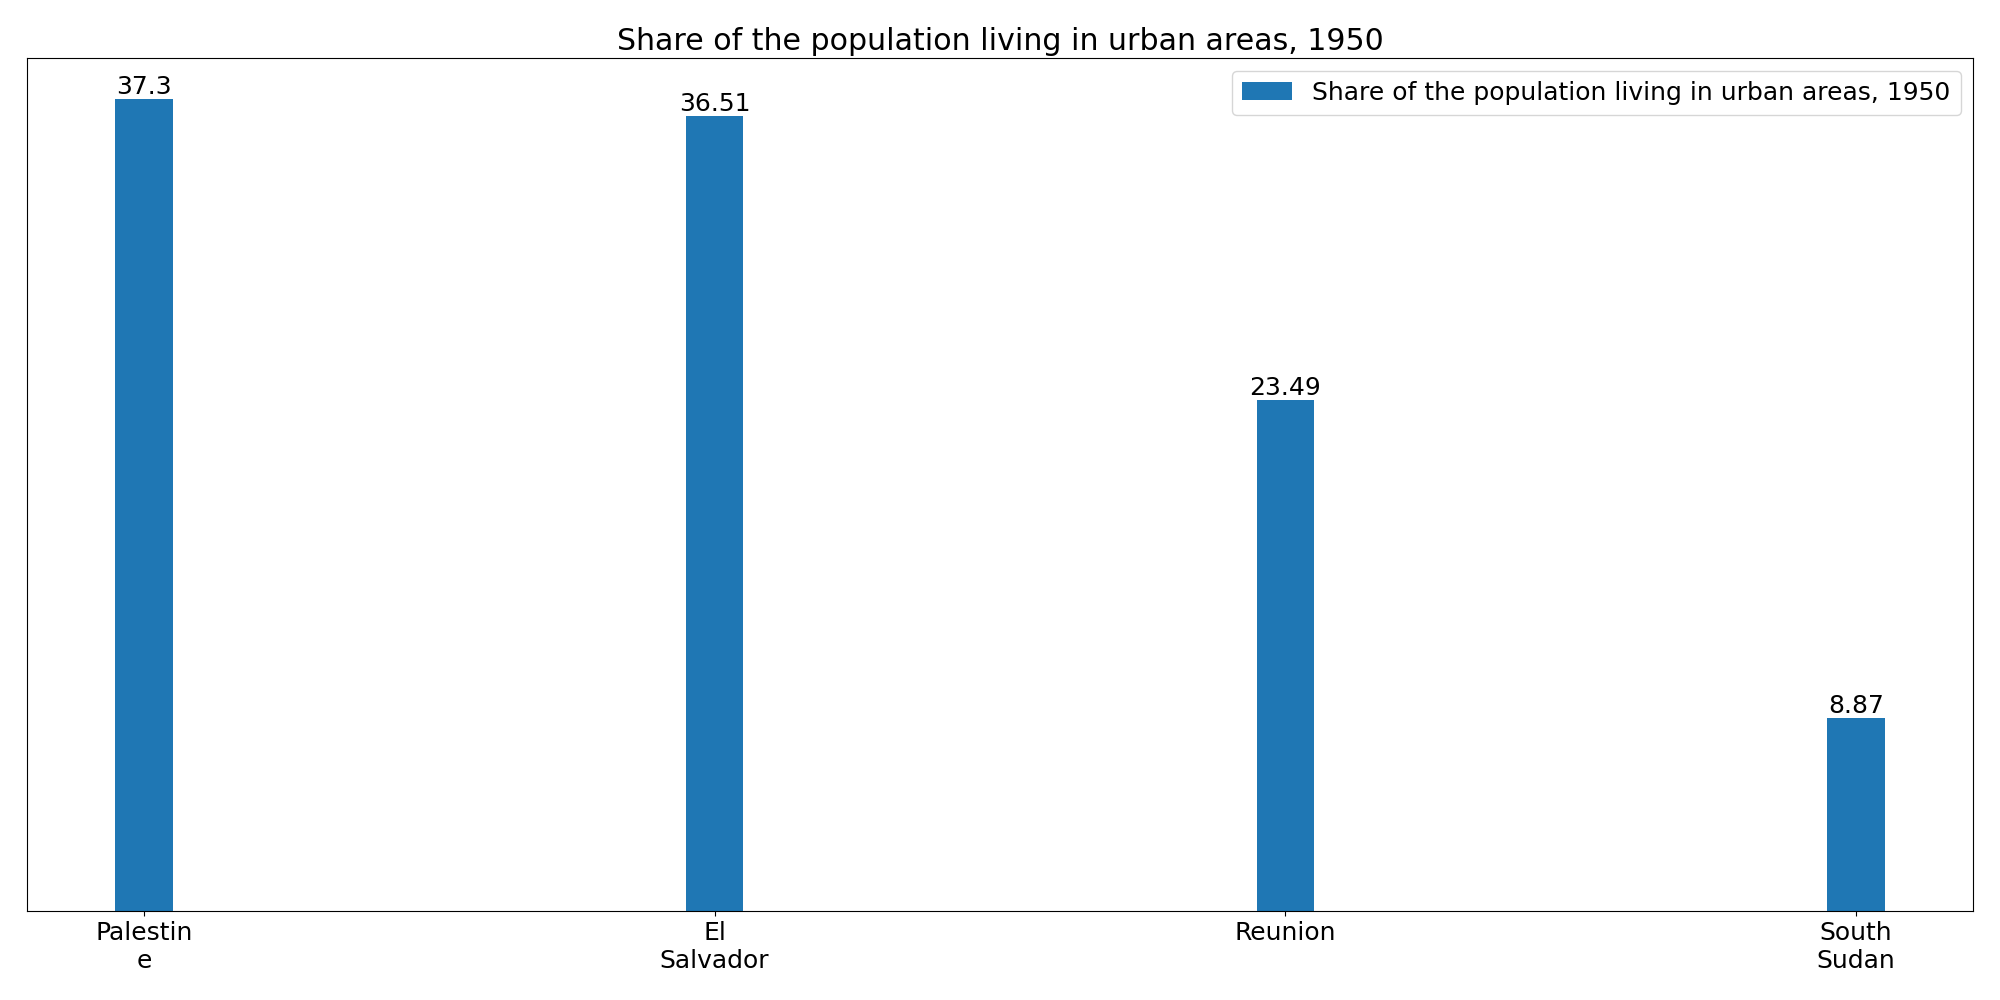 Share of the population living in urban areas, 1950
Share of the population living in urban areas, 1950
37.3
36.51
23.49
8.87
Palestin
e
El
Salvador
Reunion
South
Sudan